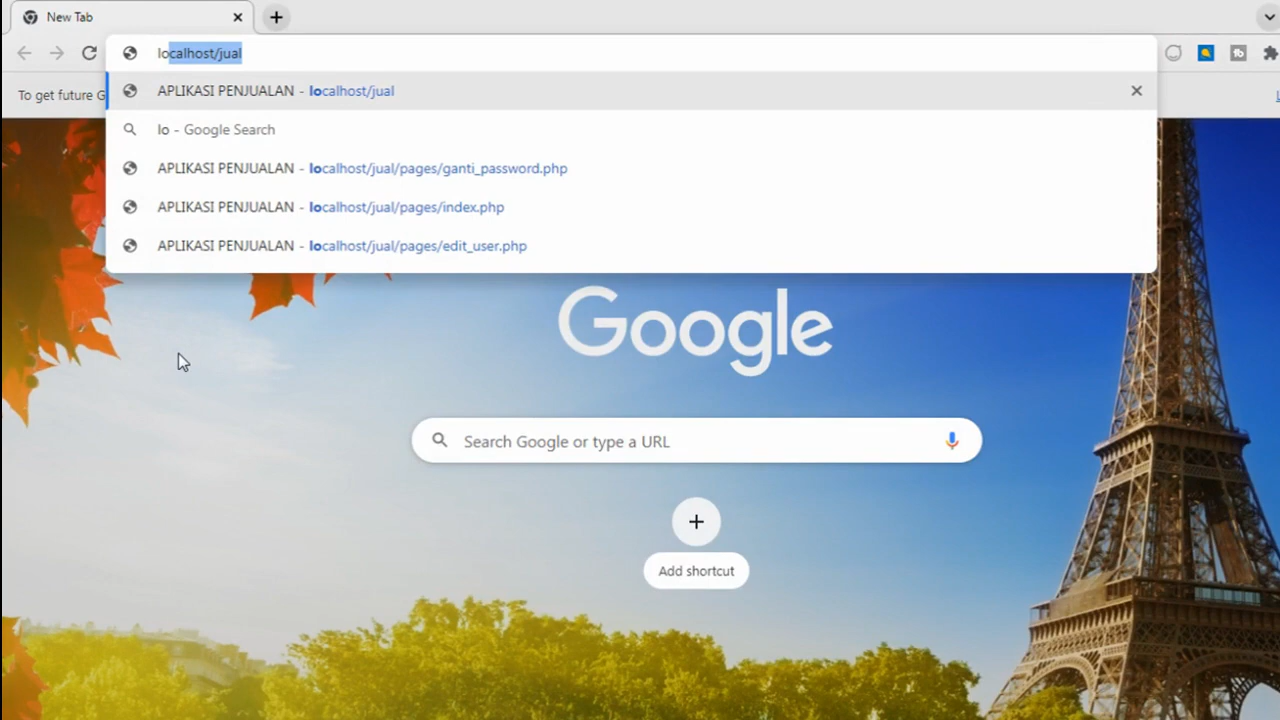 New Tab
localhost/jual
APLIKASI PENJUALAN - localhost/jual
lo - Google Search
APLIKASI PENJUALAN - localhost/jual/pages/ganti_password.php
APLIKASI PENJUALAN - localhost/jual/pages/index.php
APLIKASI PENJUALAN - localhost/jual/pages/edit_user.php
To get future G
Google
Search Google or type a URL
Add shortcut